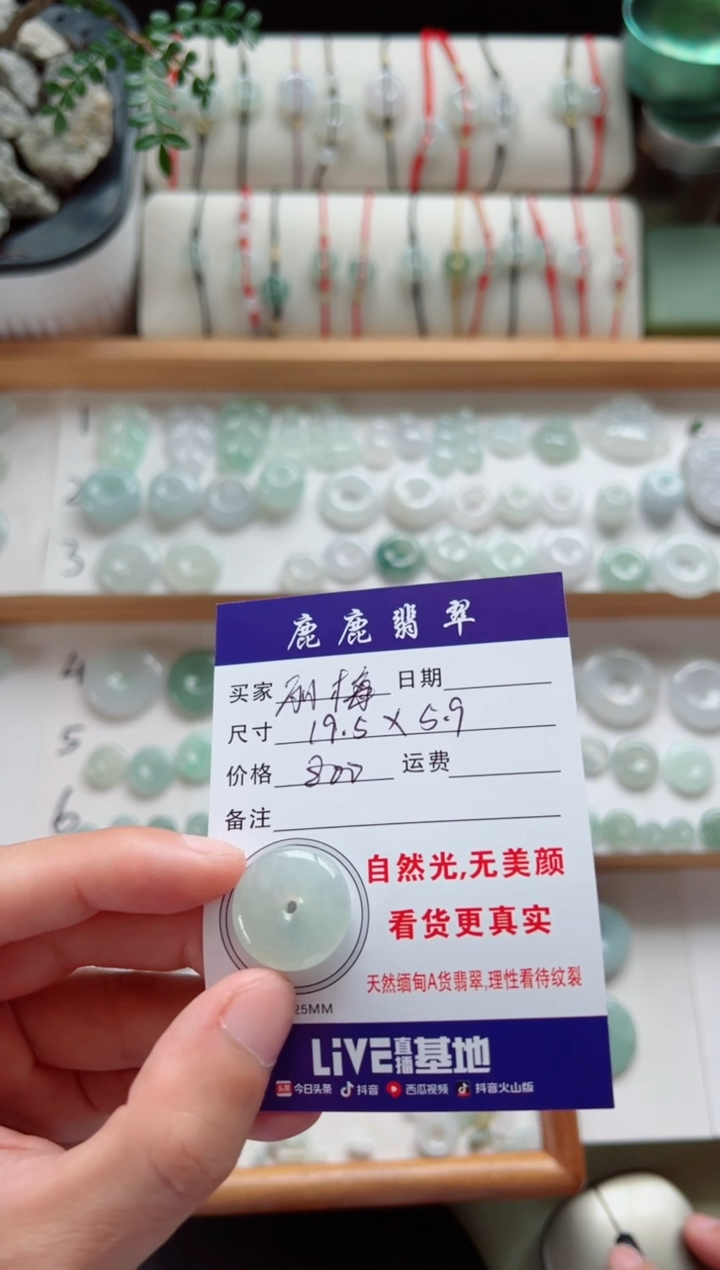 1
2
3
4
5
6
鹿鹿翡翠
买家 丽梅 日期
尺寸 19.5×5.9
价格 800 运费
备注
自然光,无美颜
看货更真实
天然缅甸A货翡翠,理性看待纹裂
25MM
LiVE直播基地
头条 今日头条 抖音 西瓜视频 抖音火山版